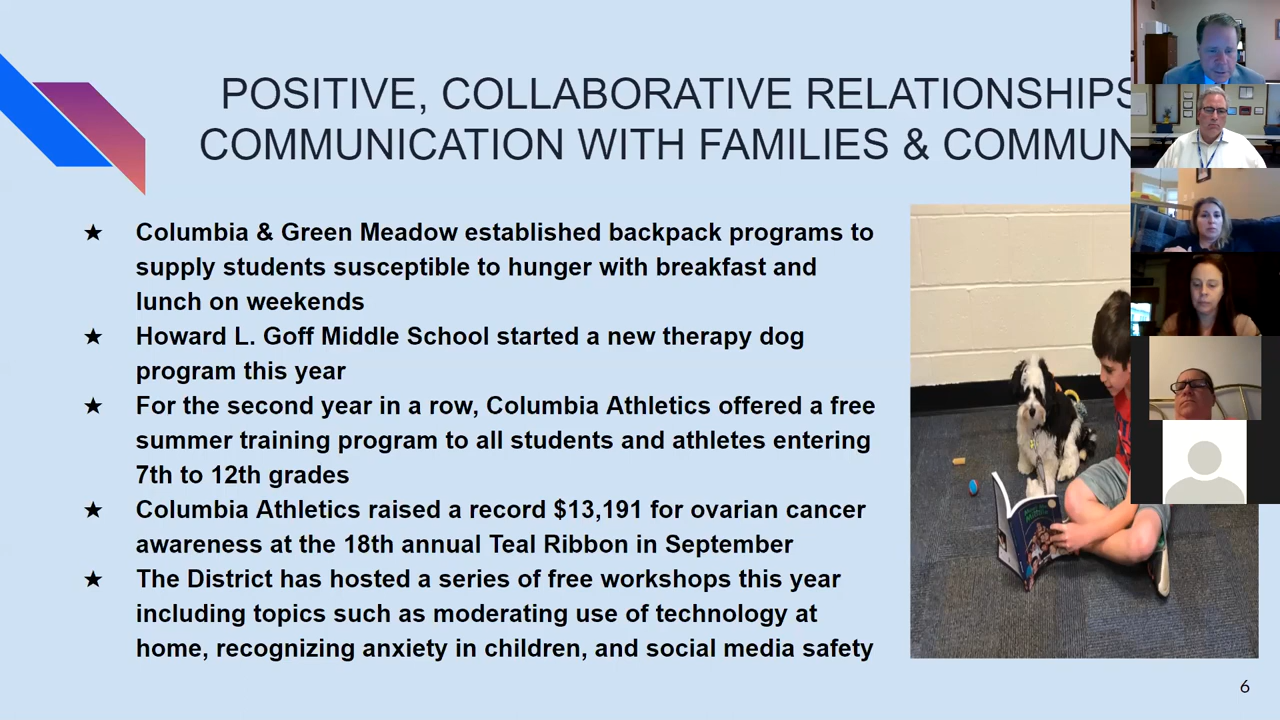 POSITIVE, COLLABORATIVE RELATIONSHIPS
COMMUNICATION WITH FAMILIES & COMMUN
★ Columbia & Green Meadow established backpack programs to
supply students susceptible to hunger with breakfast and
lunch on weekends
★ Howard L. Goff Middle School started a new therapy dog
program this year
★ For the second year in a row, Columbia Athletics offered a free
summer training program to all students and athletes entering
7th to 12th grades
★ Columbia Athletics raised a record $13,191 for ovarian cancer
awareness at the 18th annual Teal Ribbon in September
★ The District has hosted a series of free workshops this year
including topics such as moderating use of technology at
home, recognizing anxiety in children, and social media safety
6